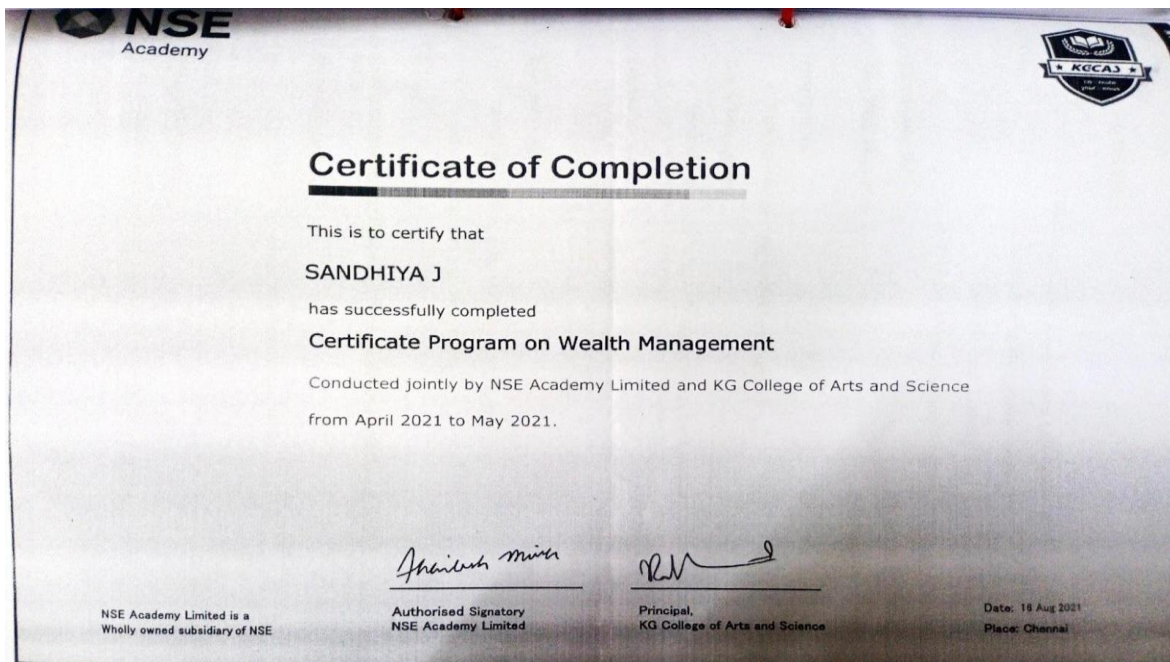 NSE
Academy
KGCAS
Certificate of Completion
This is to certify that
SANDHIYA J
has successfully completed
Certificate Program on Wealth Management
Conducted jointly by NSE Academy Limited and KG College of Arts and Science
from April 2021 to May 2021.
NSE Academy Limited is a
Wholly owned subsidiary of NSE
Authorised Signatory
NSE Academy Limited
Principal,
KG College of Arts and Science
Date: 16 Aug 2021
Place: Chennai